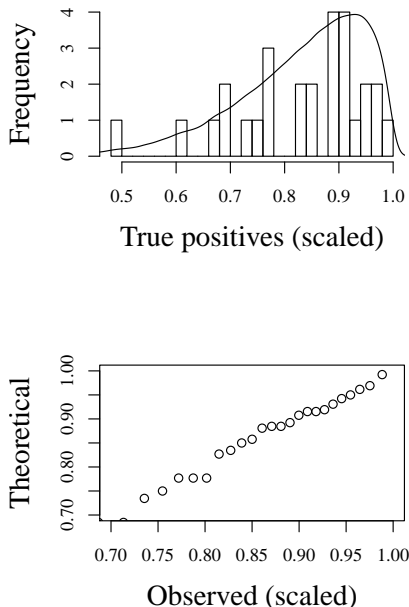 Frequency
4
3
2
1
0
0.5 0.6 0.7 0.8 0.9 1.0
True positives (scaled)
Theoretical
1.00
0.90
0.80
0.70
0.70 0.75 0.80 0.85 0.90 0.95 1.00
Observed (scaled)